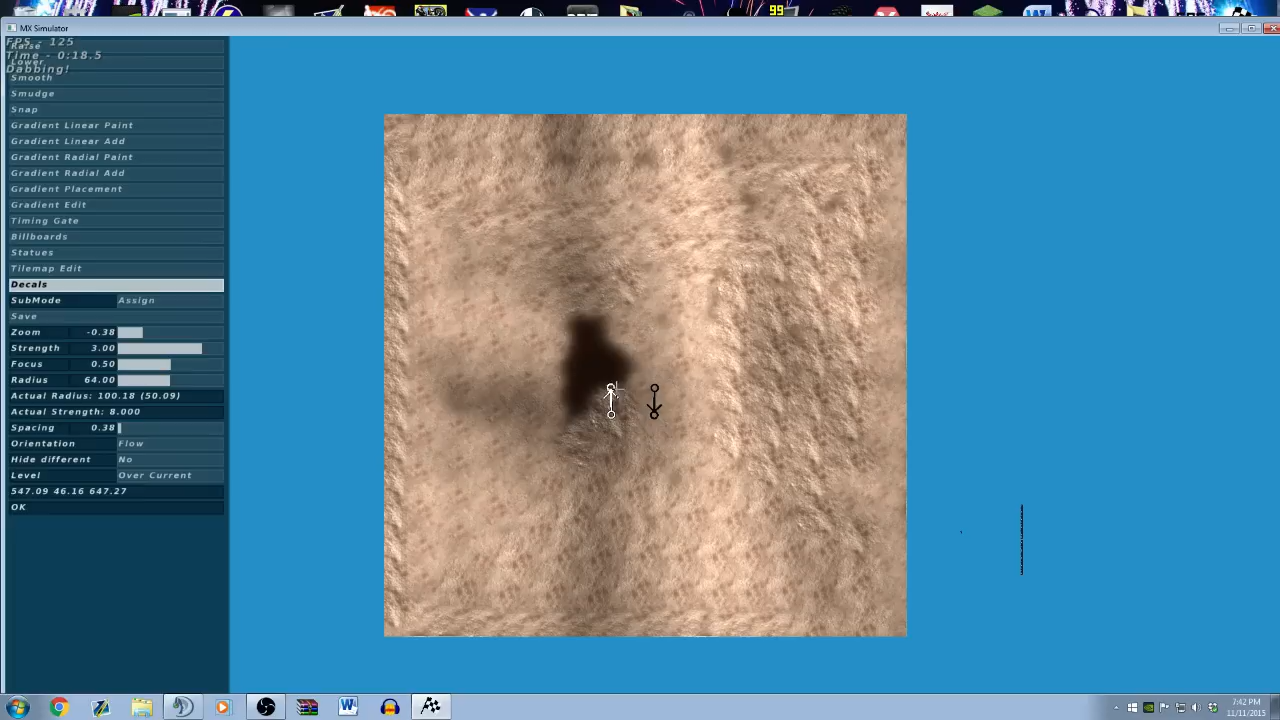 99
MX Simulator
FPS - 125
Raise
Time - 0:18.5
Lower
Dabbing!
Smooth
Smudge
Snap
Gradient Linear Paint
Gradient Linear Add
Gradient Radial Paint
Gradient Radial Add
Gradient Placement
Gradient Edit
Timing Gate
Billboards
Statues
Tilemap Edit
Decals
SubMode Assign
Save
Zoom -0.38
Strength 3.00
Focus 0.50
Radius 64.00
Actual Radius: 100.18 (50.09)
Actual Strength: 8.000
Spacing 0.38
Orientation Flow
Hide different No
Level Over Current
547.09 46.16 647.27
OK
7:42 PM
11/11/2015